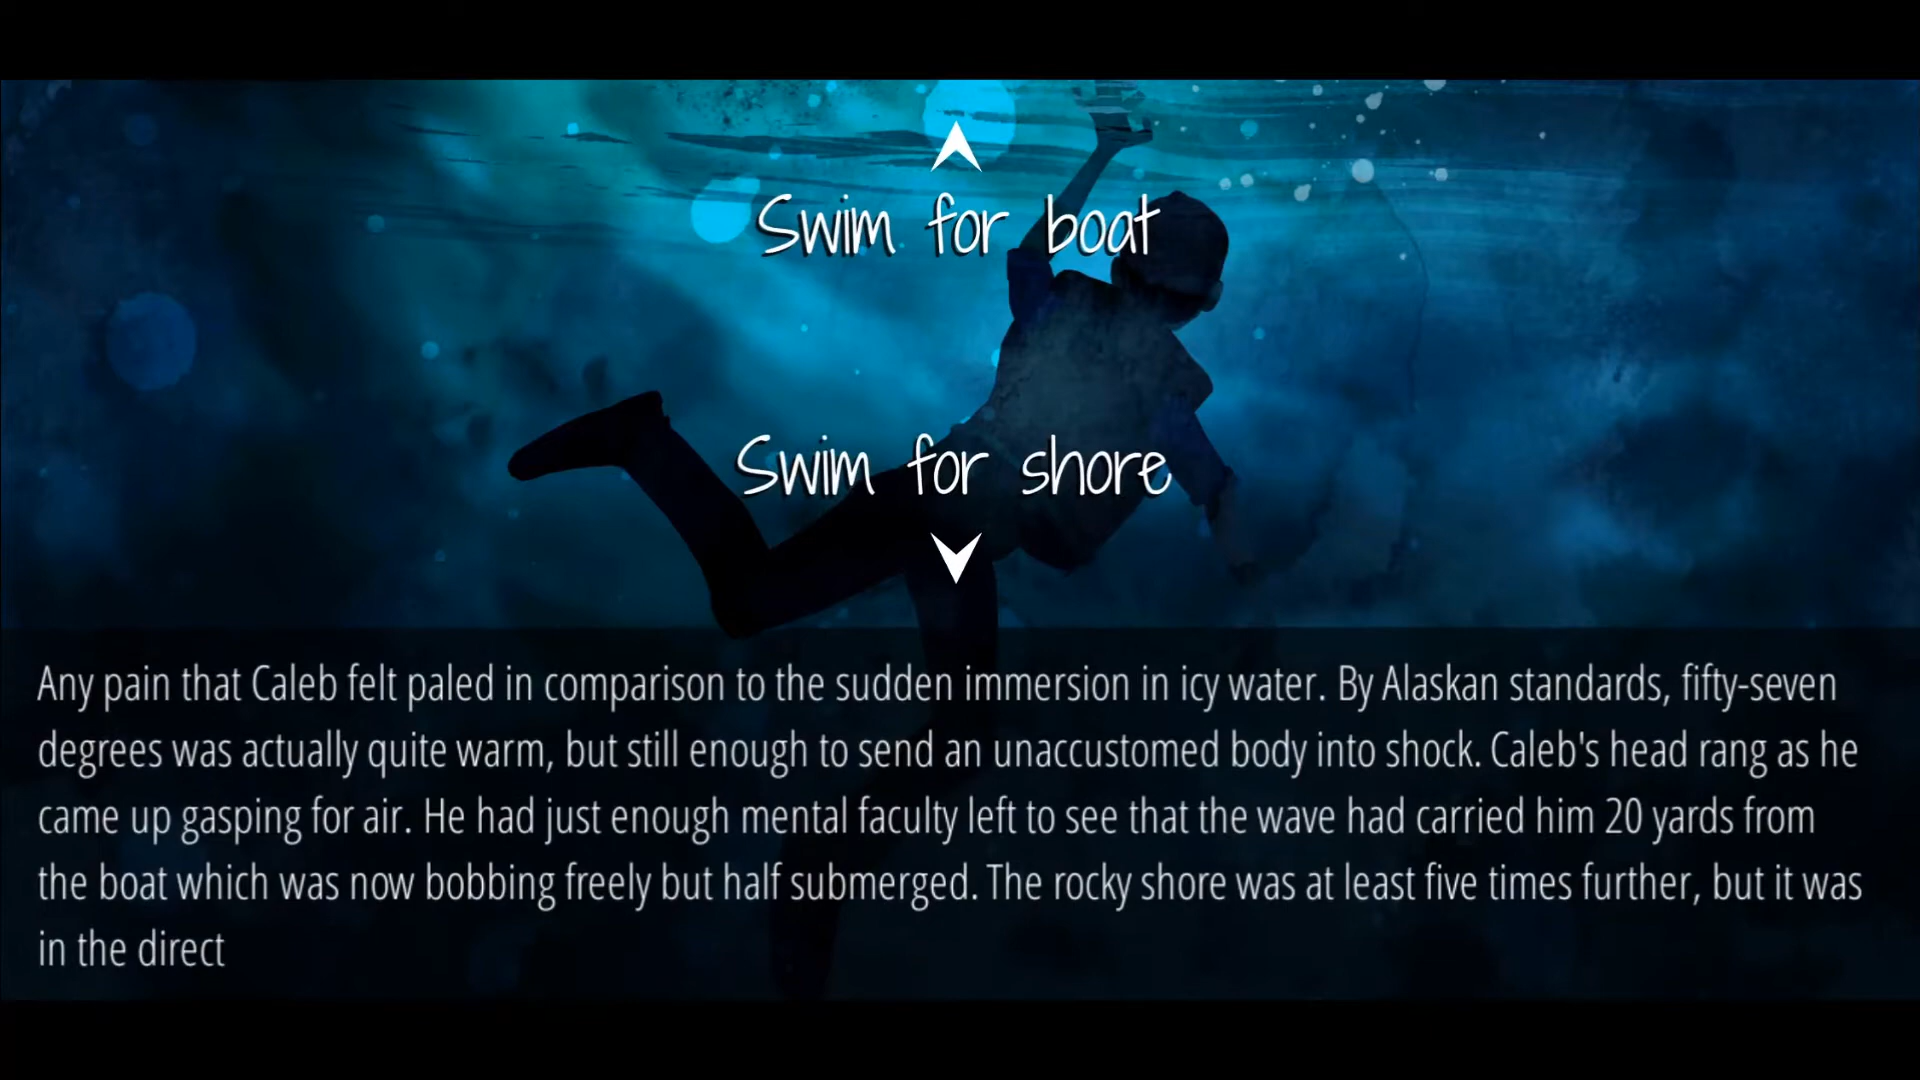 Swim for boat
Swim for shore
Any pain that Caleb felt paled in comparison to the sudden immersion in icy water. By Alaskan standards, fifty-seven
degrees was actually quite warm, but still enough to send an unaccustomed body into shock. Caleb's head rang as he
came up gasping for air. He had just enough mental faculty left to see that the wave had carried him 20 yards from
the boat which was now bobbing freely but half submerged. The rocky shore was at least five times further, but it was
in the direct